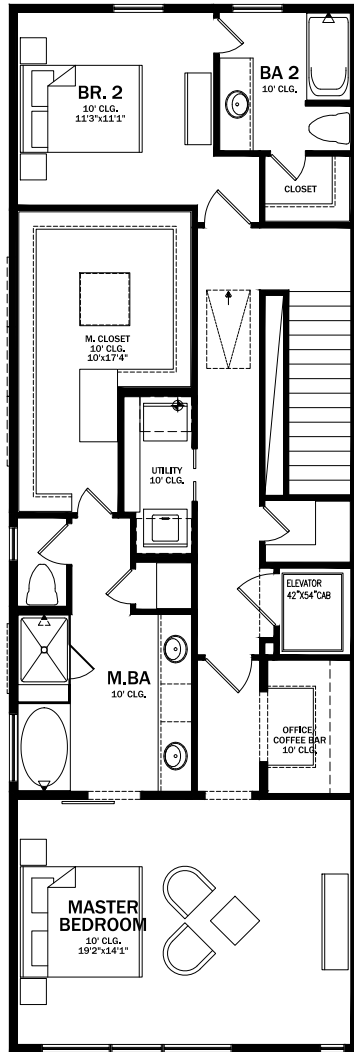 BR. 2
10' CLG.
11'3"x11'1"
BA 2
10' CLG.
CLOSET
M. CLOSET
10' CLG.
10'x17'4"
UTILITY
10' CLG.
ELEVATOR
42"X54"CAB
M.BA
10' CLG.
OFFICE
COFFEE BAR
10' CLG.
MASTER
BEDROOM
10' CLG.
19'2"x14'1"